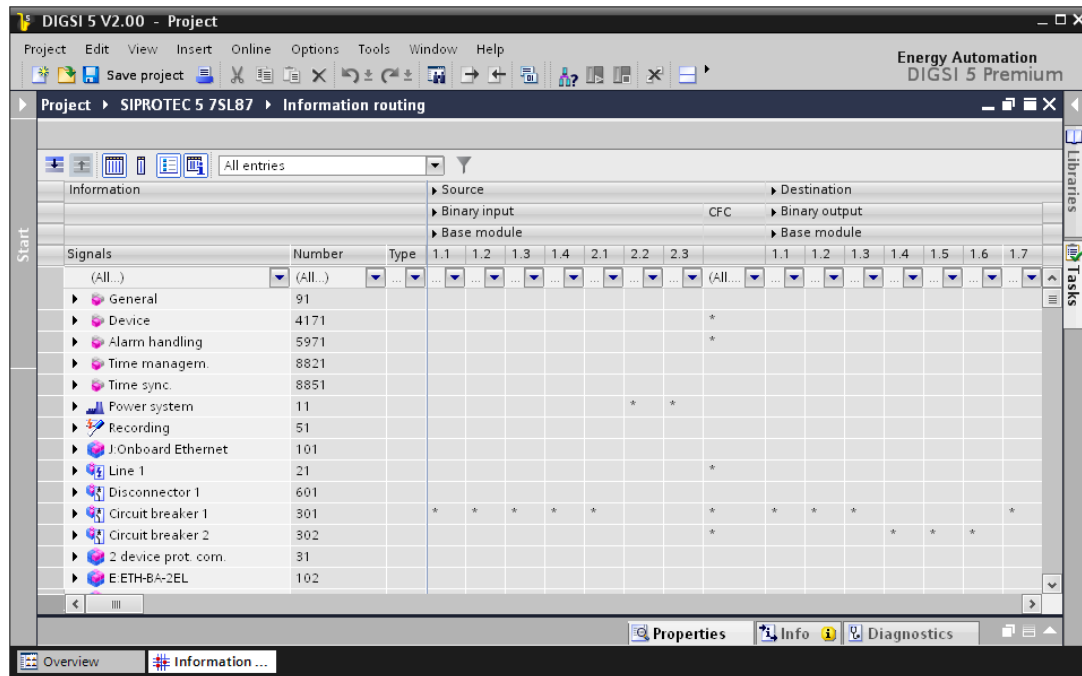 DIGSI 5 V2.00 - Project
Project Edit View Insert Online Options Tools Window Help
Save project
Energy Automation
DIGSI 5 Premium
Project SIPROTEC 5 7SL87 Information routing
All entries
Information Source Destination
Binary input CFC Binary output
Base module Base module
Signals Number Type 1.1 1.2 1.3 1.4 2.1 2.2 2.3 1.1 1.2 1.3 1.4 1.5 1.6 1.7
(All...) (All...) ... ... ... ... ... ... ... ... (All.... ... ... ... ... ... ... ...
General 91
Device 4171 *
Alarm handling 5971 *
Time managem. 8821
Time sync. 8851
Power system 11 * *
Recording 51
J:Onboard Ethernet 101
Line 1 21 *
Disconnector 1 601
Circuit breaker 1 301 * * * * * * * * * *
Circuit breaker 2 302 * * * *
2 device prot. com. 31
E:ETH-BA-2EL 102
Properties Info Diagnostics
Overview Information ...
Start
Libraries
Tasks